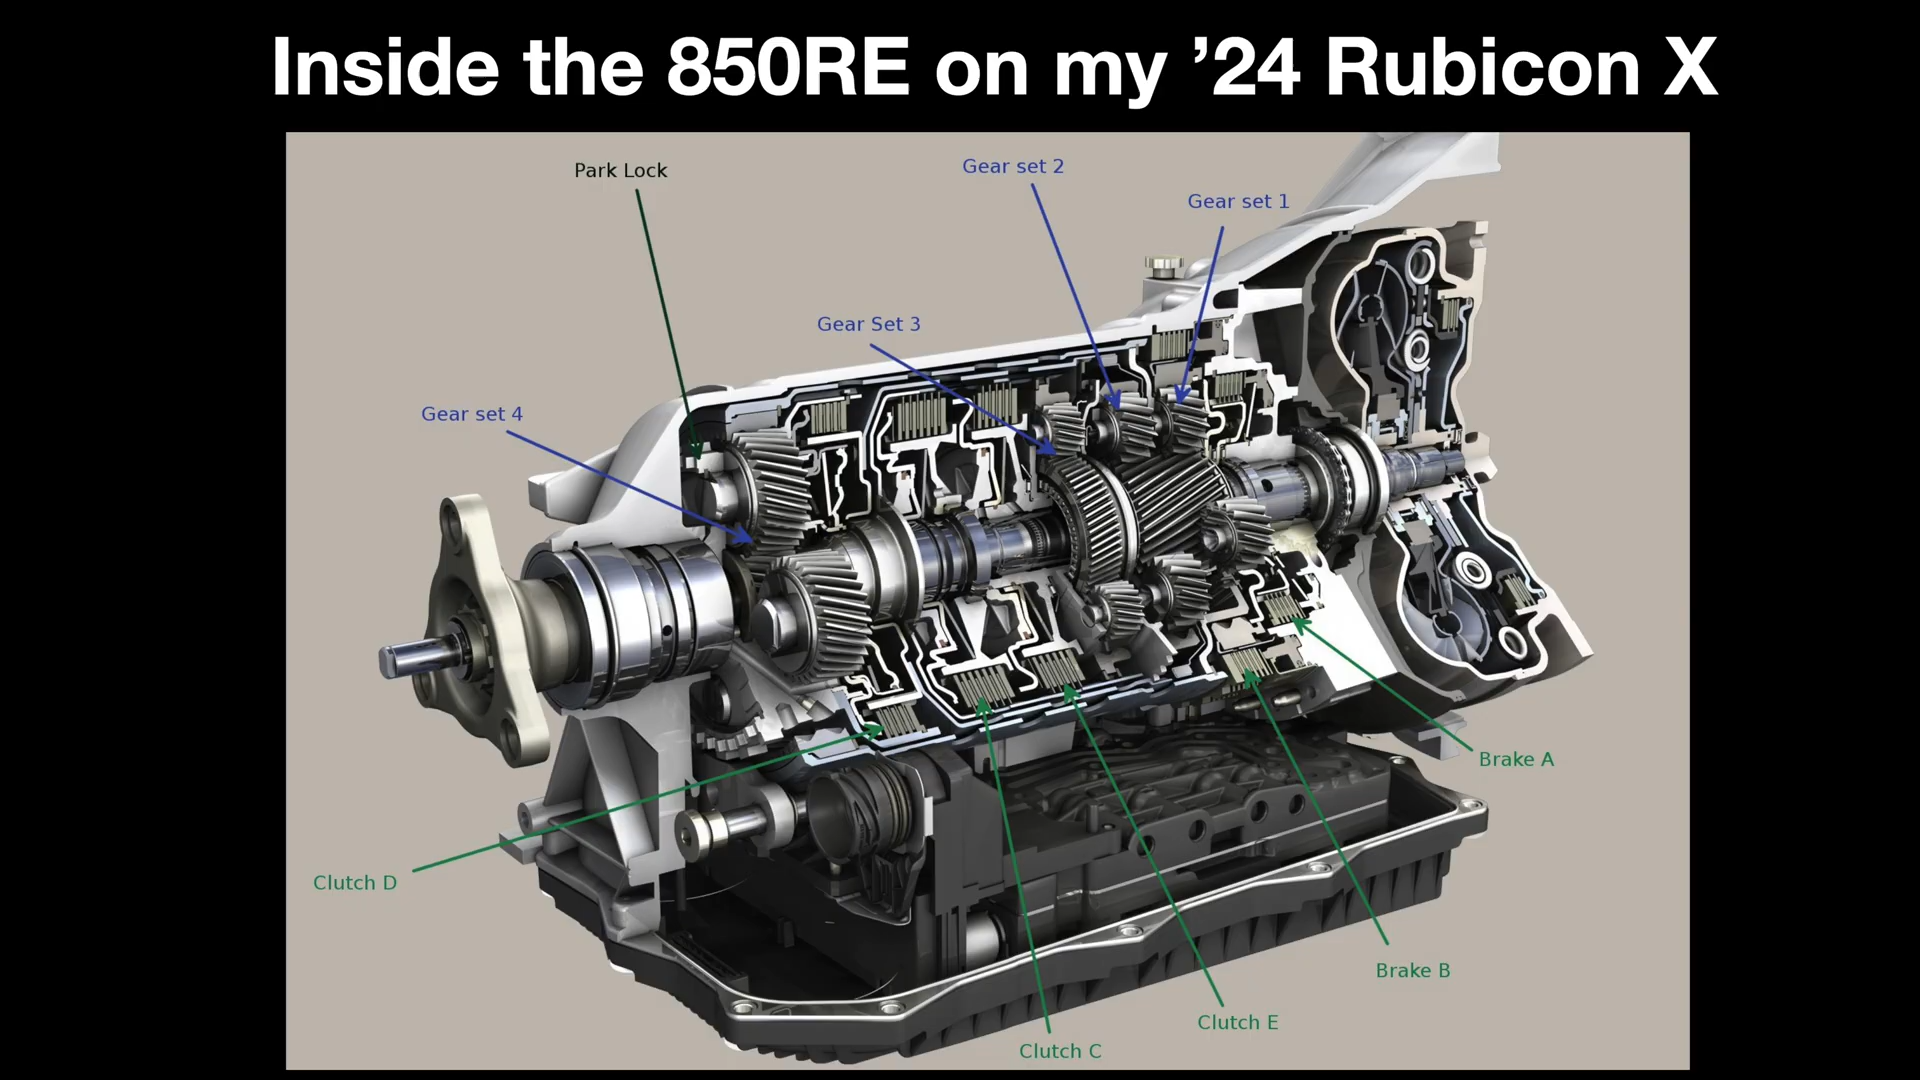 Inside the 850RE on my ’24 Rubicon X
Park Lock
Gear set 2
Gear set 1
Gear Set 3
Gear set 4
Brake A
Clutch D
Brake B
Clutch E
Clutch C